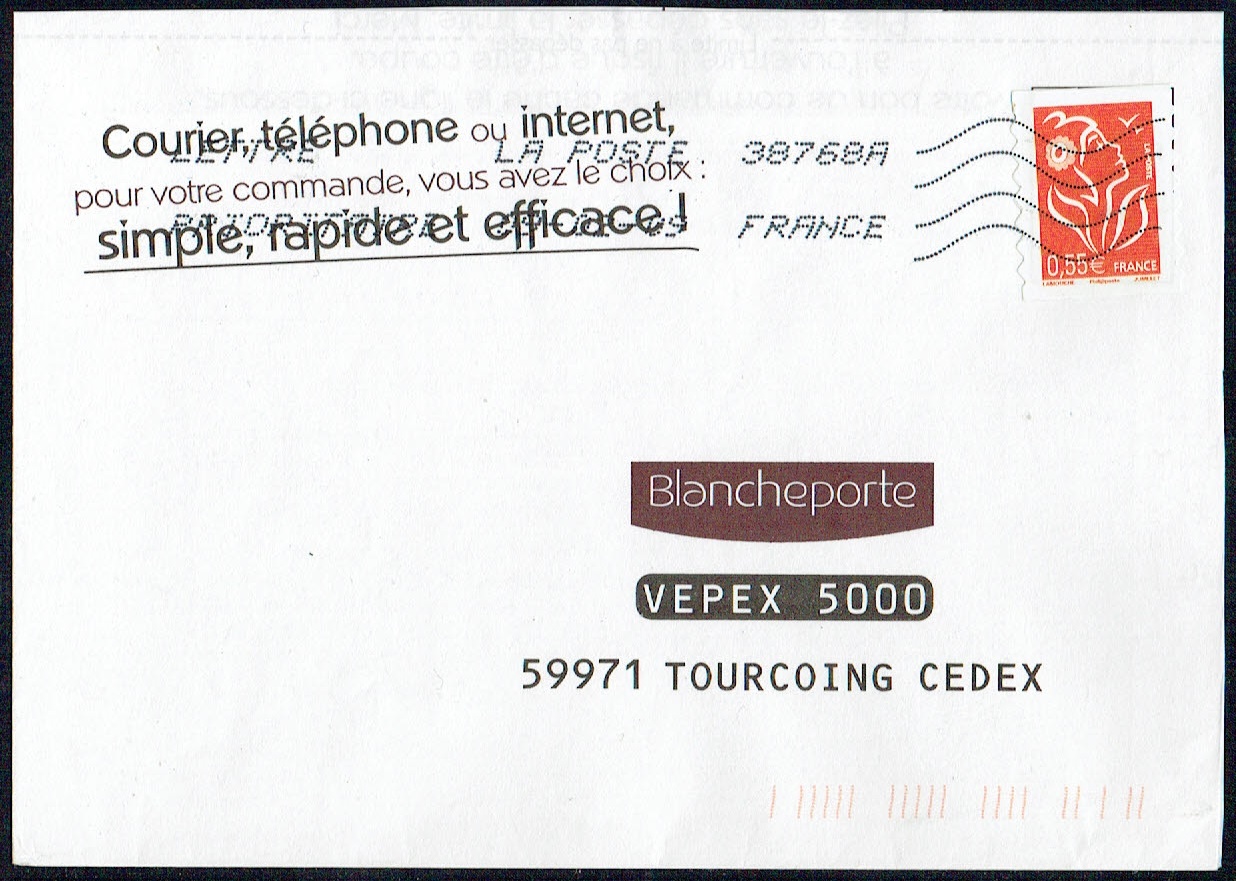 Courier, téléphone ou internet,
pour votre commande, vous avez le choix :
simple, rapide et efficace !
LETTRE LA POSTE 38768A
PRIORITAIRE FRANCE
0,55€ FRANCE
Blancheporte
VEPEX 5000
59971 TOURCOING CEDEX